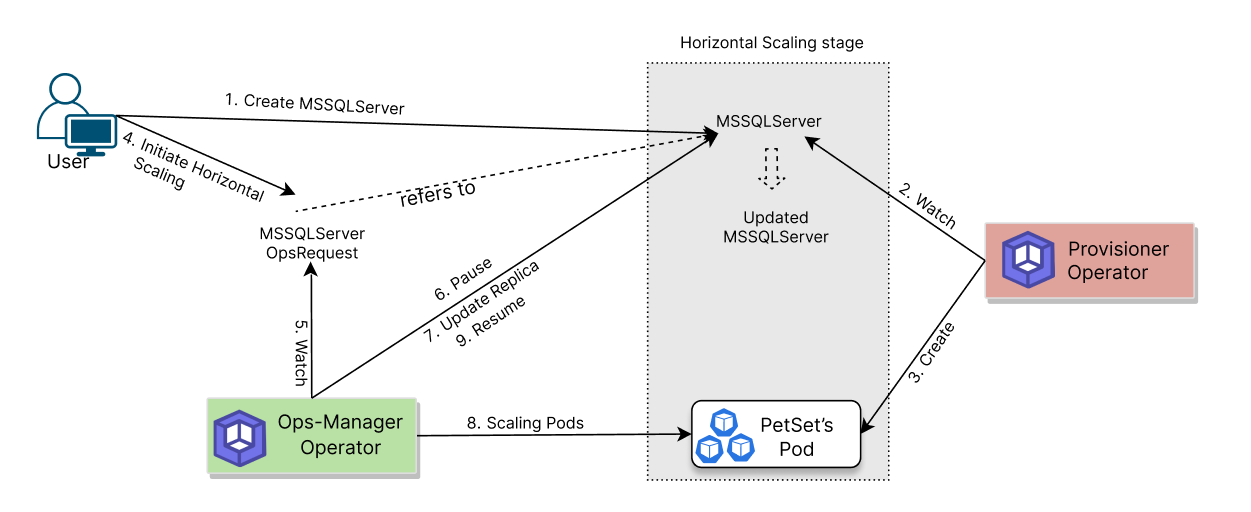 Horizontal Scaling stage
1. Create MSSQLServer
MSSQLServer
User
4. Initiate Horizontal
Scaling
refers to
2. Watch
Updated
MSSQLServer
MSSQLServer
OpsRequest
Provisioner
Operator
6. Pause
7. Update Replica
9. Resume
5. Watch
3. Create
Ops-Manager
Operator
8. Scaling Pods
PetSet's
Pod